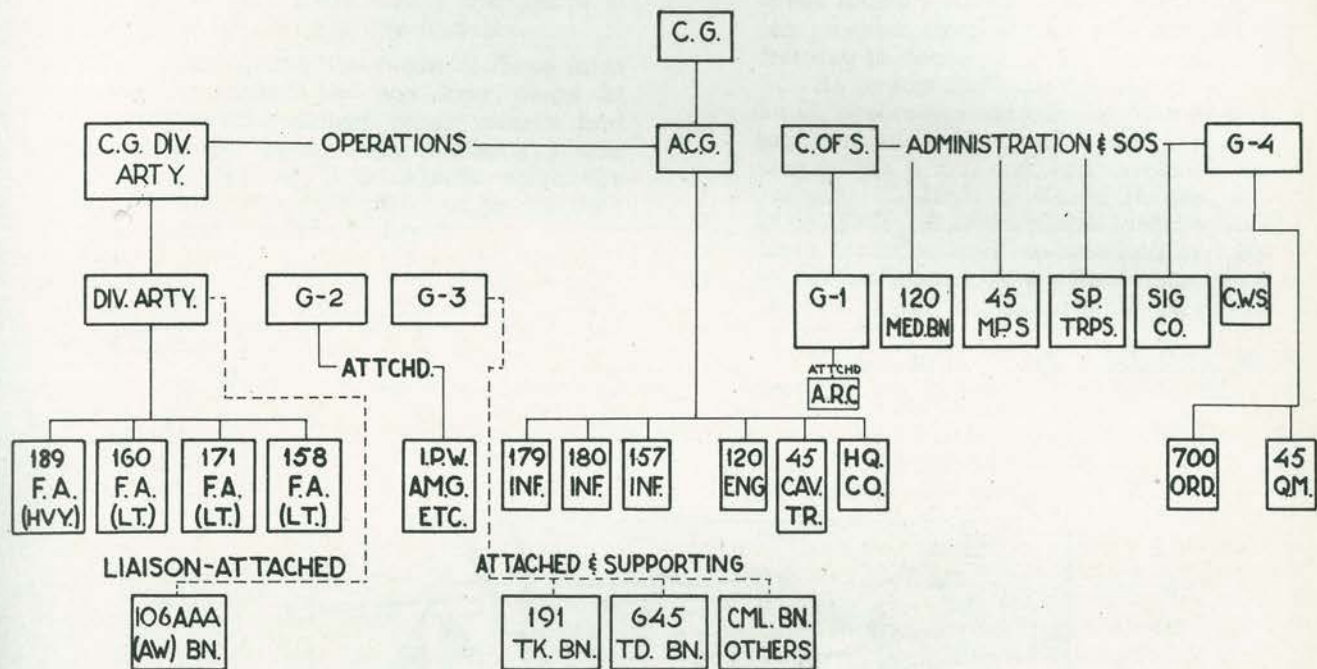 C. G.
C.G. DIV.
ARTY.
OPERATIONS
A.C.G.
C. OF S.
ADMINISTRATION & SOS
G-4
DIV. ARTY.
G-2
G-3
G-1
120
MED. BN
45
M.P.S
SP.
TRPS.
SIG
CO.
C.W.S.
ATTCHD.
ATTCHD
A.R.C
189
F. A.
(HVY.)
160
F. A.
(LT.)
171
F. A.
(LT.)
158
F. A.
(LT.)
I.P.W.
A.M.G.
ETC.
179
INF.
180
INF.
157
INF.
120
ENG
45
CAV.
TR.
HQ.
CO.
700
ORD.
45
Q.M.
LIAISON-ATTACHED
106 AAA
(AW) BN.
ATTACHED & SUPPORTING
191
TK. BN.
645
TD. BN.
CML. BN.
OTHERS